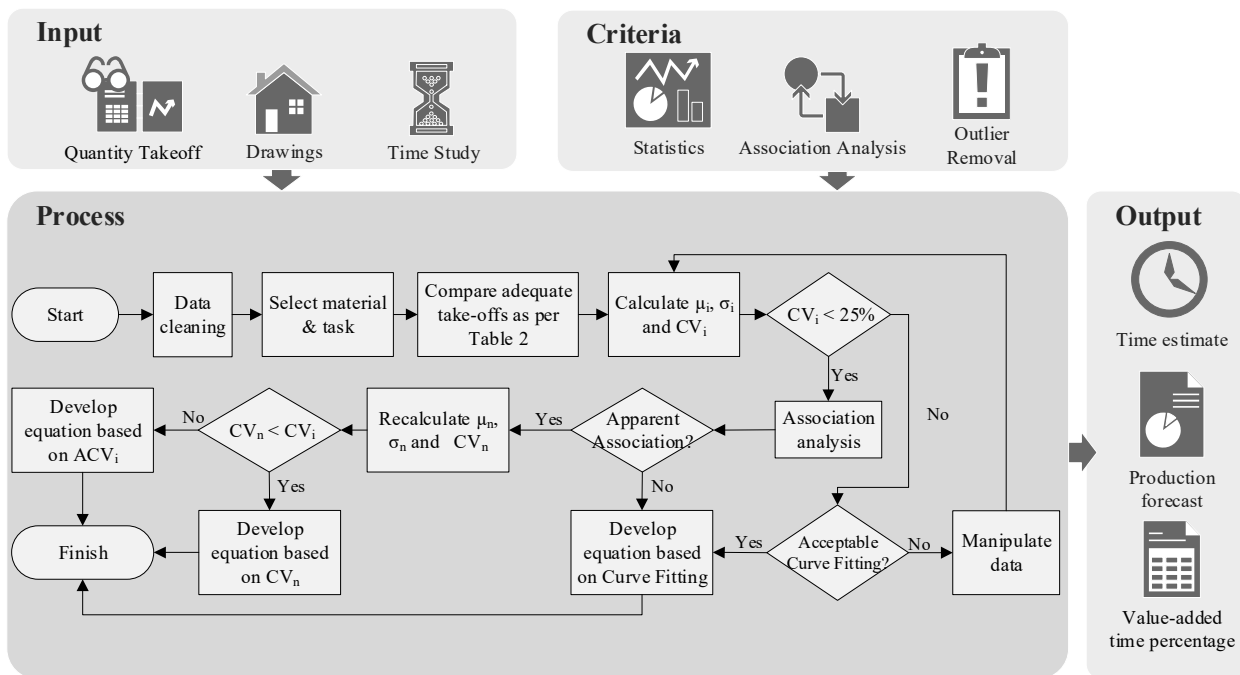 Input
Quantity Takeoff
Drawings
Time Study
Criteria
Statistics
Association Analysis
Outlier
Removal
Process
Start
Data
cleaning
Select material
& task
Compare adequate
take-offs as per
Table 2
Calculate μi, σi
and CVi
CVi < 25%
Yes
No
Association
analysis
Apparent
Association?
Yes
No
Recalculate μn,
σn and CVn
CVn < CVi
No
Yes
Develop
equation based
on ACVi
Develop
equation based
on CVn
Finish
Develop
equation based
on Curve Fitting
Yes
Acceptable
Curve Fitting?
No
Manipulate
data
Output
Time estimate
Production
forecast
Value-added
time percentage